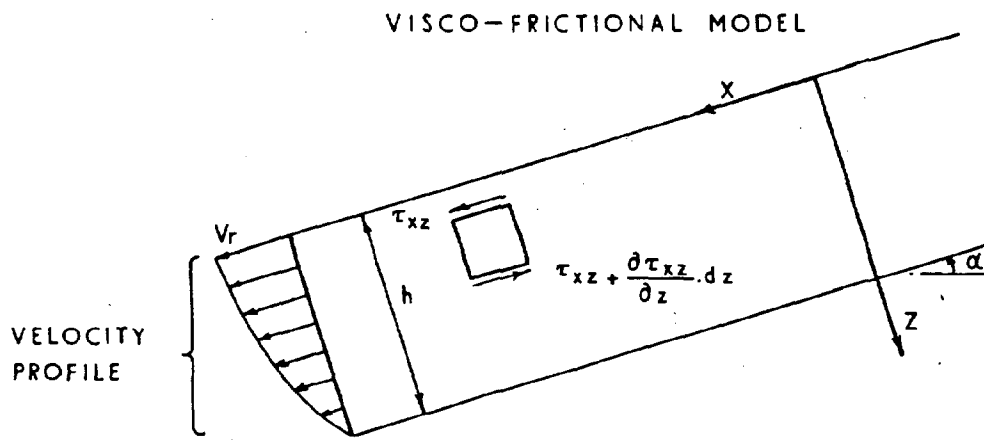 VISCO-FRICTIONAL MODEL
X
τxz
Vr
τxz + ∂τxz/∂z . dz
h
α
Z
VELOCITY
PROFILE